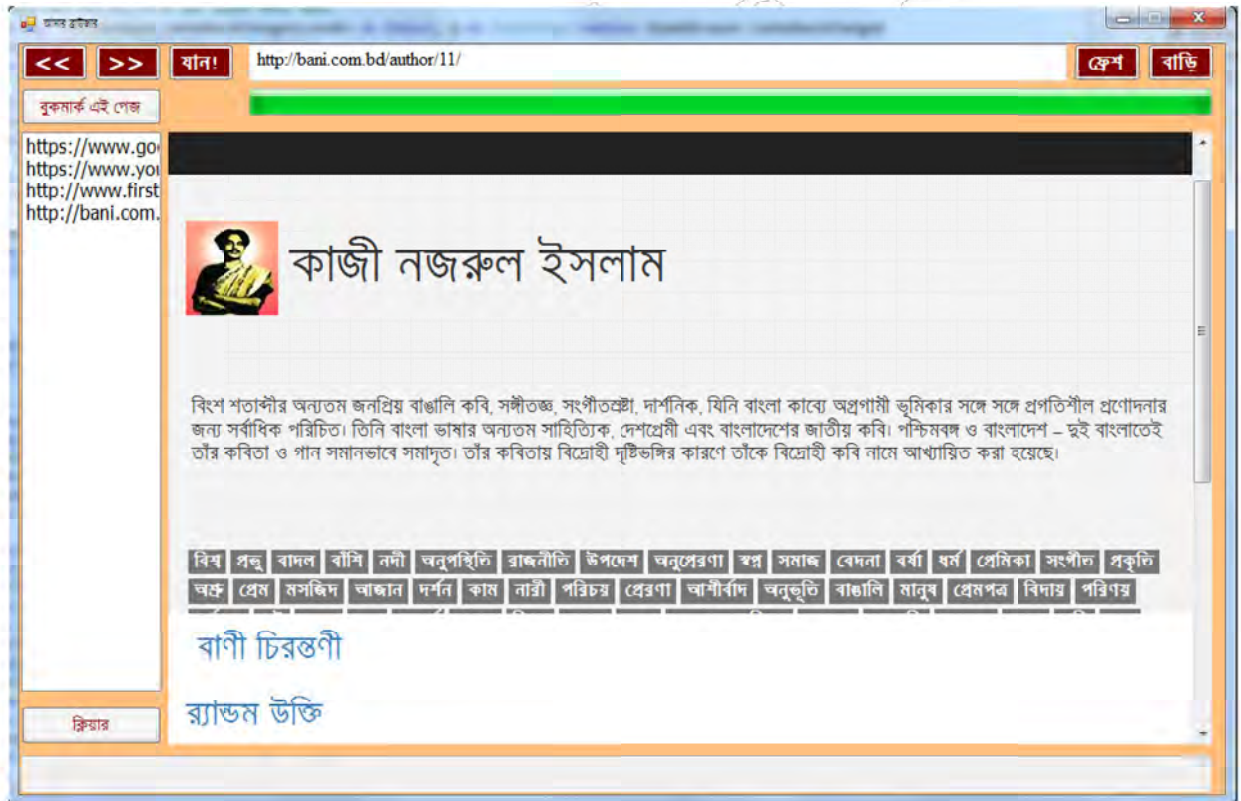 ব্রাউজার
<< >> যান! http://bani.com.bd/author/11/ ফ্রেশ বাড়ি
বুকমার্ক এই পেজ
https://www.go
https://www.you
http://www.first
http://bani.com.
কাজী নজরুল ইসলাম
বিংশ শতাব্দীর অন্যতম জনপ্রিয় বাঙালি কবি, সঙ্গীতজ্ঞ, সংগীতস্রষ্টা, দার্শনিক, যিনি বাংলা কাব্যে অগ্রগামী ভূমিকার সঙ্গে সঙ্গে প্রগতিশীল প্রণোদনার
জন্য সর্বাধিক পরিচিত। তিনি বাংলা ভাষার অন্যতম সাহিত্যিক, দেশপ্রেমী এবং বাংলাদেশের জাতীয় কবি। পশ্চিমবঙ্গ ও বাংলাদেশ – দুই বাংলাতেই
তাঁর কবিতা ও গান সমানভাবে সমাদৃত। তাঁর কবিতায় বিদ্রোহী দৃষ্টিভঙ্গির কারণে তাঁকে বিদ্রোহী কবি নামে আখ্যায়িত করা হয়েছে।
বিশ্ব প্রভু বাদল বাঁশি নদী অনুপস্থিতি রাজনীতি উপদেশ অনুপ্রেরণা স্বপ্ন সমাজ বেদনা বর্ষা ধর্ম প্রেমিকা সংগীত প্রকৃতি
অশ্রু প্রেম মসজিদ আজান দর্শন কাম নারী পরিচয় প্রেরণা আশীর্বাদ অনুভূতি বাঙালি মানুষ প্রেমপত্র বিদায় পরিণয়
বাণী চিরন্তণী
র‍্যান্ডম উক্তি
ক্লিয়ার